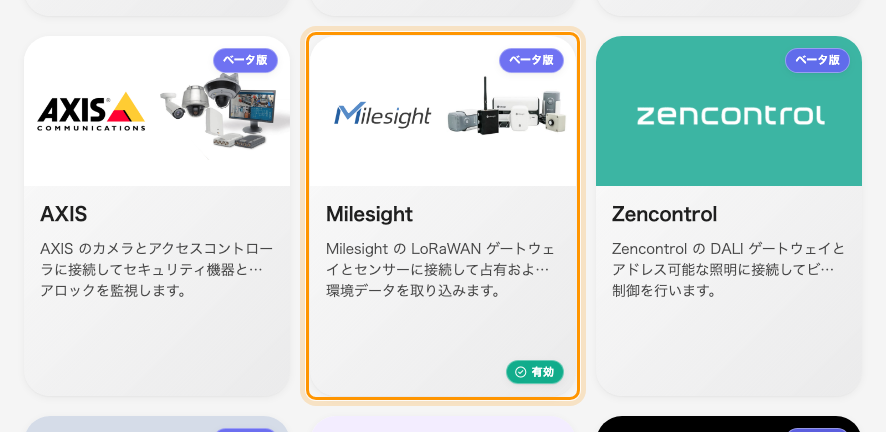 ベータ版
AXIS
COMMUNICATIONS
AXIS
AXIS のカメラとアクセスコントロー
ラに接続してセキュリティ機器と…
アロックを監視します。
ベータ版
Milesight
Milesight
Milesight の LoRaWAN ゲートウェ
イとセンサーに接続して占有およ…
環境データを取り込みます。
有効
ベータ版
zencontrol
Zencontrol
Zencontrol の DALI ゲートウェイと
アドレス可能な照明に接続してビ…
制御を行います。